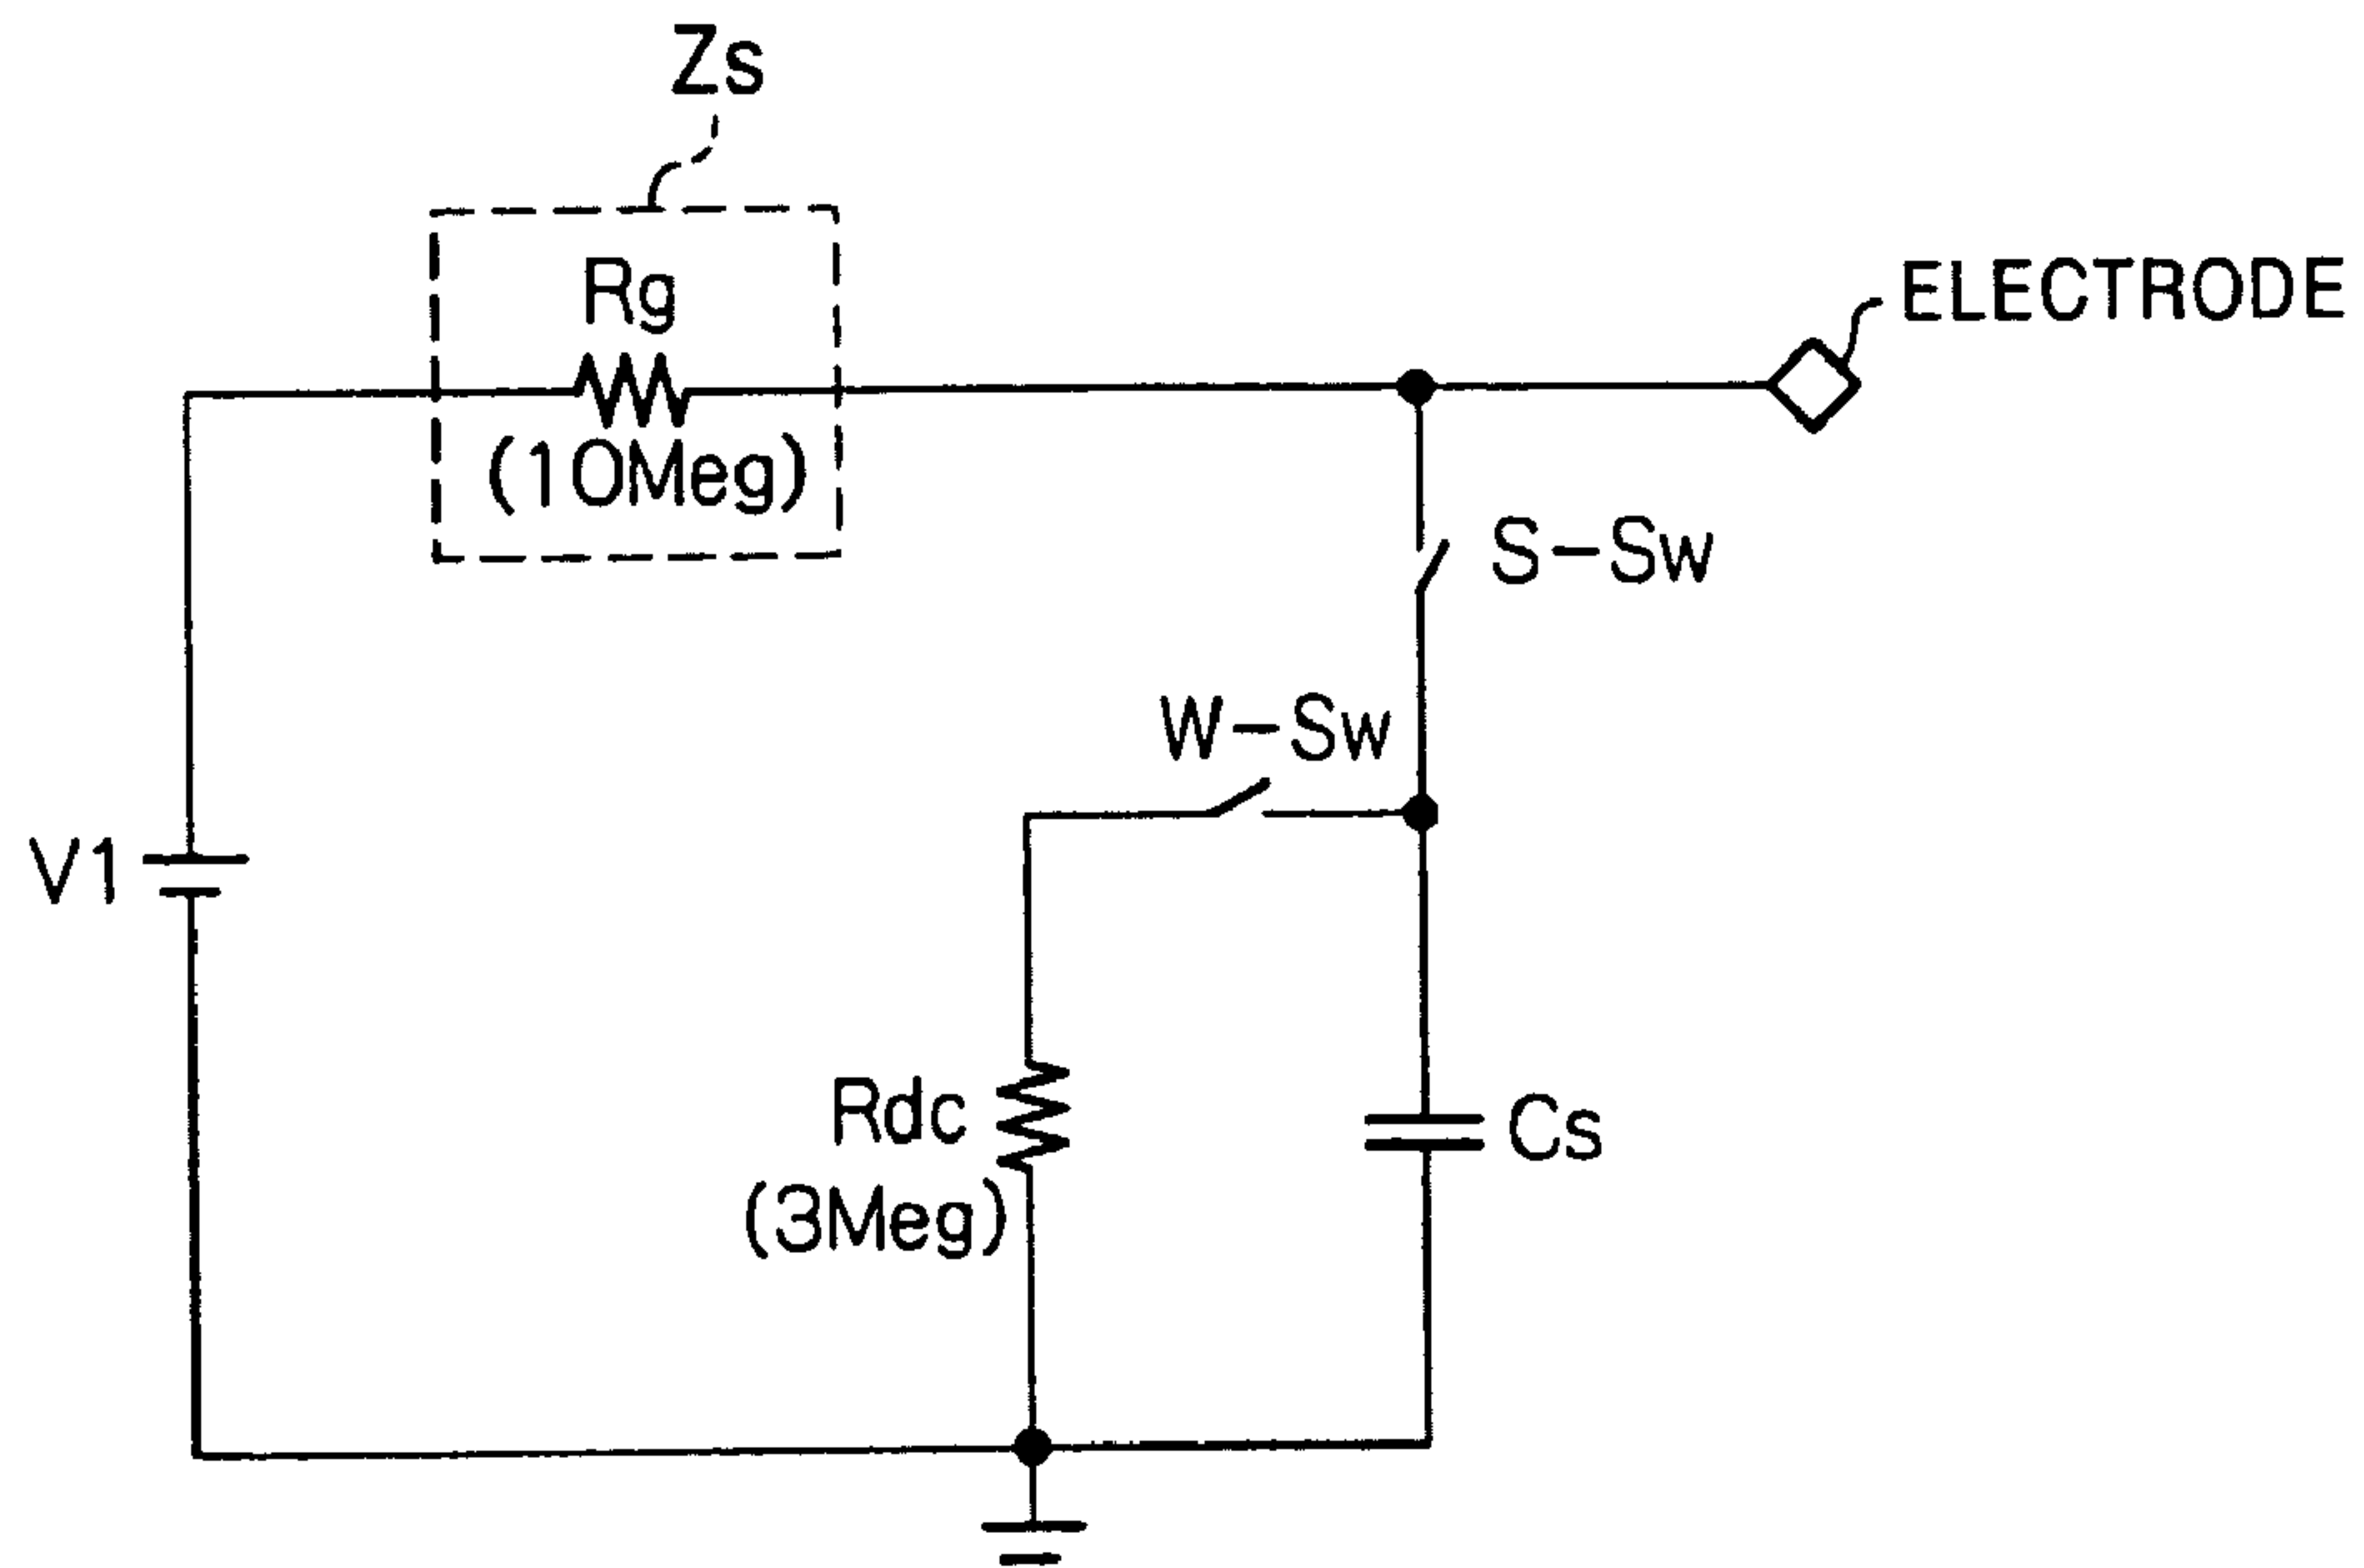 Zs
Rg
(10Meg)
ELECTRODE
S-Sw
W-Sw
V1
Rdc
(3Meg)
Cs